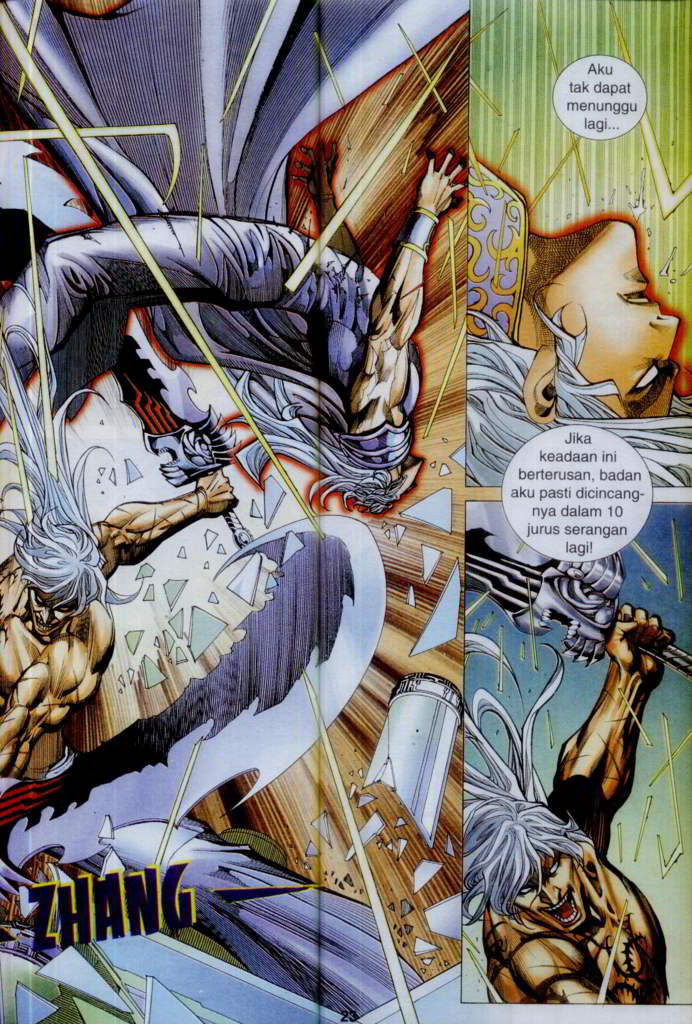 Aku
tak dapat
menunggu
lagi...
Jika
keadaan ini
berterusan, badan
aku pasti dicincang-
nya dalam 10
jurus serangan
lagi!
ZHANG
23